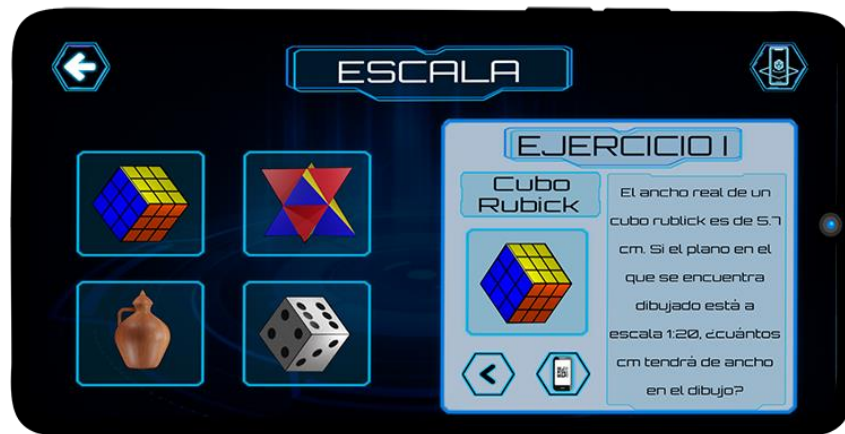 ESCALA
EJERCICIO 1
Cubo
Rubick
El ancho real de un
cubo rublick es de 5.7
cm. Si el plano en el
que se encuentra
dibujado está a
escala 1:20, ¿cuántos
cm tendrá de ancho
en el dibujo?